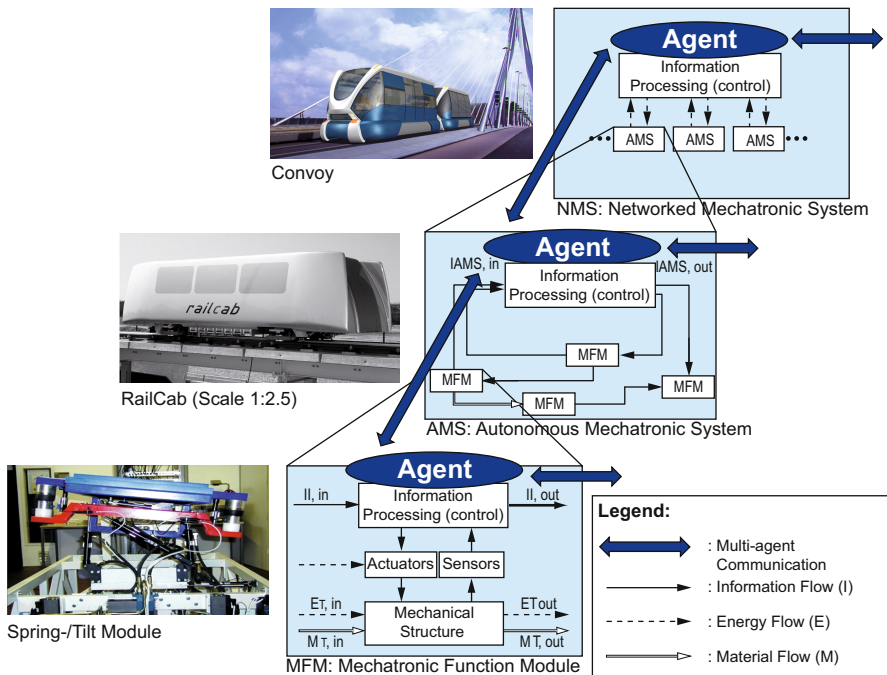 Agent
Information
Processing (control)
AMS
AMS
AMS
Convoy
NMS: Networked Mechatronic System
Agent
IAMS, in
IAMS, out
Information
Processing (control)
railcab
MFM
MFM
MFM
MFM
RailCab (Scale 1:2.5)
AMS: Autonomous Mechatronic System
Agent
II, in
II, out
Information
Processing (control)
Actuators
Sensors
ET, in
ET out
Mechanical
Structure
M T, in
M T, out
Spring-/Tilt Module
MFM: Mechatronic Function Module
Legend:
: Multi-agent
Communication
: Information Flow (I)
: Energy Flow (E)
: Material Flow (M)